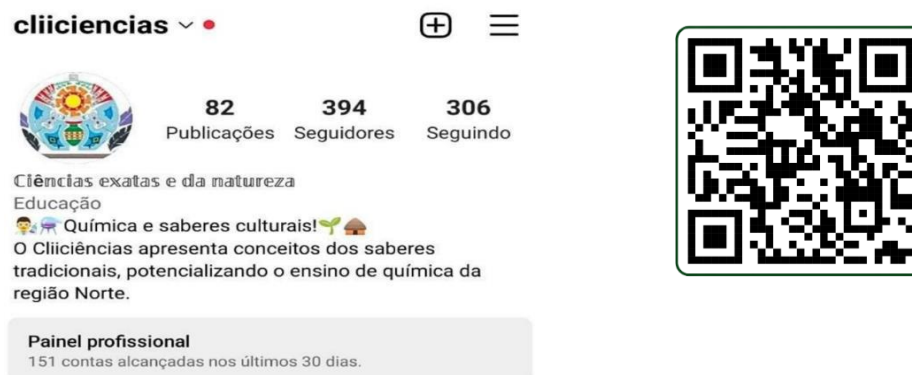 cliiciencias
82 394 306
Publicações Seguidores Seguindo
Ciências exatas e da natureza
Educação
Química e saberes culturais!
O Cliiciências apresenta conceitos dos saberes
tradicionais, potencializando o ensino de química da
região Norte.
Painel profissional
151 contas alcançadas nos últimos 30 dias.